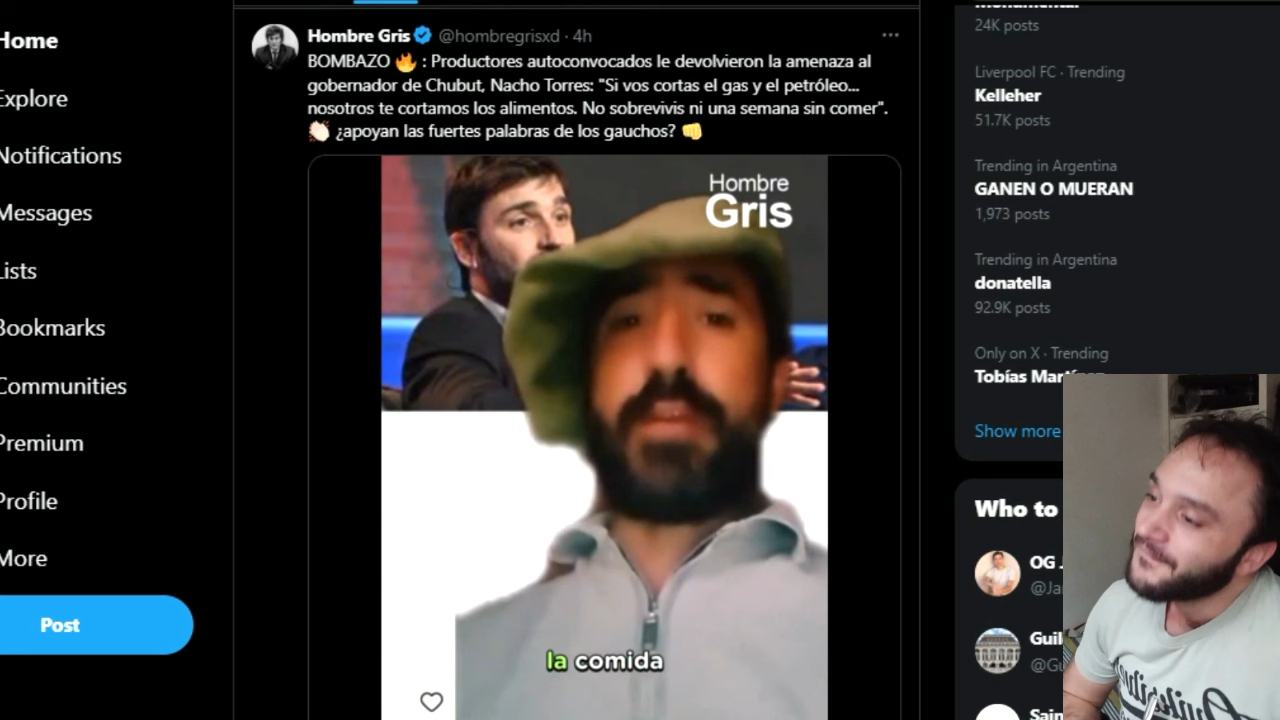 Home
Explore
Notifications
Messages
Lists
Bookmarks
Communities
Premium
Profile
More
Post
Hombre Gris @hombregrisxd · 4h
BOMBAZO 🔥 : Productores autoconvocados le devolvieron la amenaza al
gobernador de Chubut, Nacho Torres: "Si vos cortas el gas y el petróleo...
nosotros te cortamos los alimentos. No sobrevivis ni una semana sin comer".
👏🏻 ¿apoyan las fuertes palabras de los gauchos? 👊
Hombre
Gris
la comida
Monumental
24K posts
Liverpool FC · Trending
Kelleher
51.7K posts
Trending in Argentina
GANEN O MUERAN
1,973 posts
Trending in Argentina
donatella
92.9K posts
Only on X · Trending
Tobías
Show more
Who to
OG